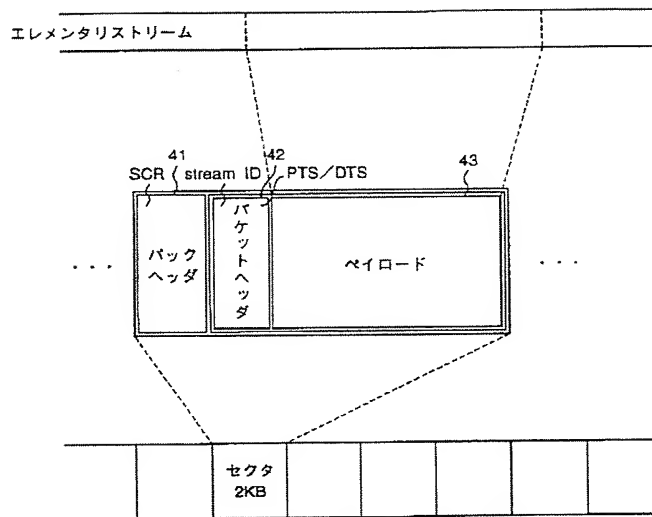 エレメンタリストリーム
41
42
43
SCR stream ID PTS/DTS
パック
ヘッダ
パケットヘッダ
ペイロード
・・・
・・・
セクタ
2KB